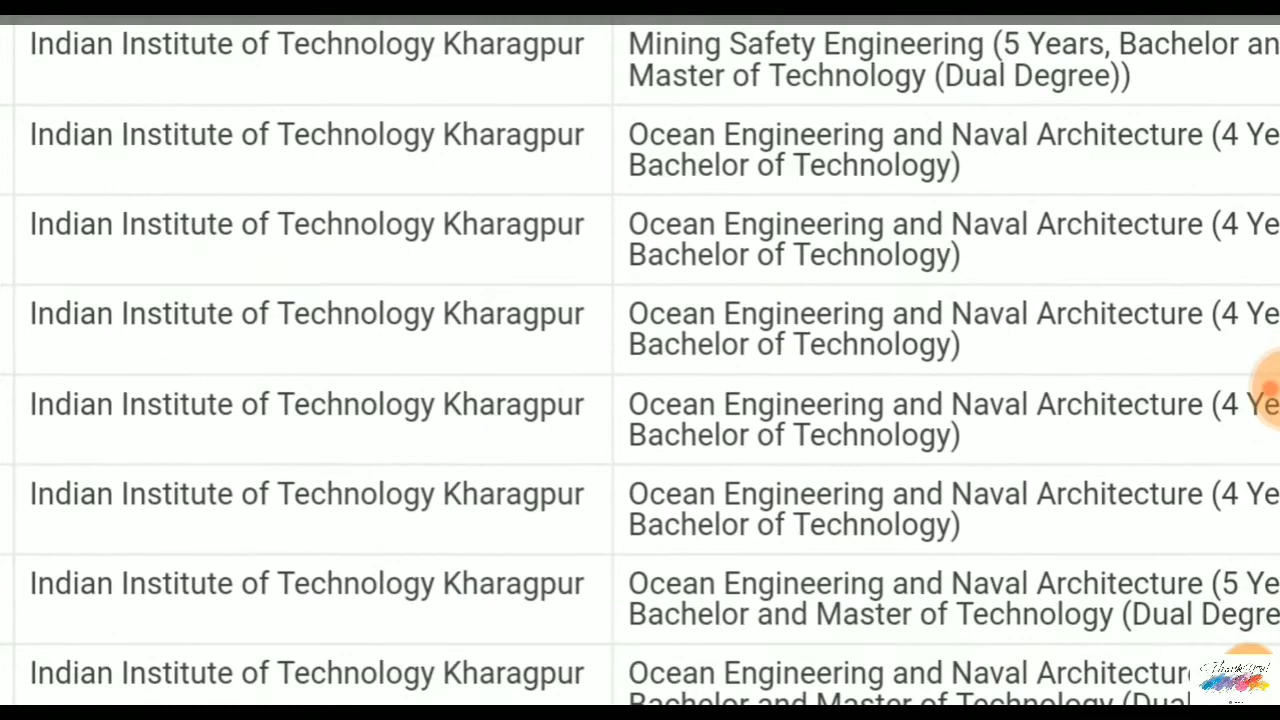 Indian Institute of Technology Kharagpur
Mining Safety Engineering (5 Years, Bachelor an
Master of Technology (Dual Degree))
Indian Institute of Technology Kharagpur
Ocean Engineering and Naval Architecture (4 Ye
Bachelor of Technology)
Indian Institute of Technology Kharagpur
Ocean Engineering and Naval Architecture (4 Ye
Bachelor of Technology)
Indian Institute of Technology Kharagpur
Ocean Engineering and Naval Architecture (4 Ye
Bachelor of Technology)
Indian Institute of Technology Kharagpur
Ocean Engineering and Naval Architecture (4 Ye
Bachelor of Technology)
Indian Institute of Technology Kharagpur
Ocean Engineering and Naval Architecture (4 Ye
Bachelor of Technology)
Indian Institute of Technology Kharagpur
Ocean Engineering and Naval Architecture (5 Ye
Bachelor and Master of Technology (Dual Degre
Indian Institute of Technology Kharagpur
Ocean Engineering and Naval Architectur
Bachelor and Master of Technology (Dual